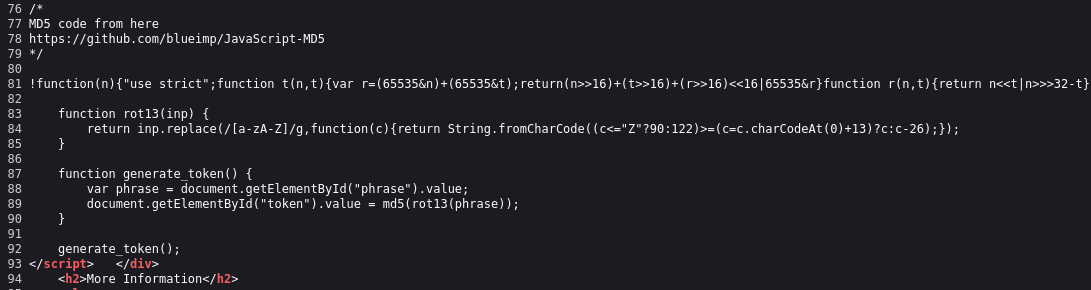 76 /*
77 MD5 code from here
78 https://github.com/blueimp/JavaScript-MD5
79 */
80
81 !function(n){"use strict";function t(n,t){var r=(65535&n)+(65535&t);return(n>>16)+(t>>16)+(r>>16)<<16|65535&r}function r(n,t){return n<<t|n>>>32-t}
82
83     function rot13(inp) {
84         return inp.replace(/[a-zA-Z]/g,function(c){return String.fromCharCode((c<="Z"?90:122)>=(c=c.charCodeAt(0)+13)?c:c-26);});
85     }
86
87     function generate_token() {
88         var phrase = document.getElementById("phrase").value;
89         document.getElementById("token").value = md5(rot13(phrase));
90     }
91
92     generate_token();
93 </script>   </div>
94     <h2>More Information</h2>